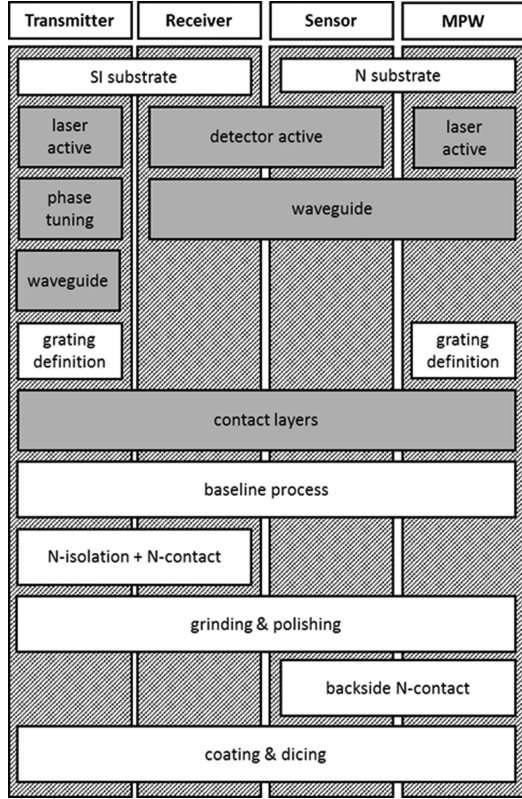 Transmitter Receiver Sensor MPW
SI substrate N substrate
laser
active
detector active
laser
active
phase
tuning
waveguide
waveguide
grating
definition
grating
definition
contact layers
baseline process
N-isolation + N-contact
grinding & polishing
backside N-contact
coating & dicing